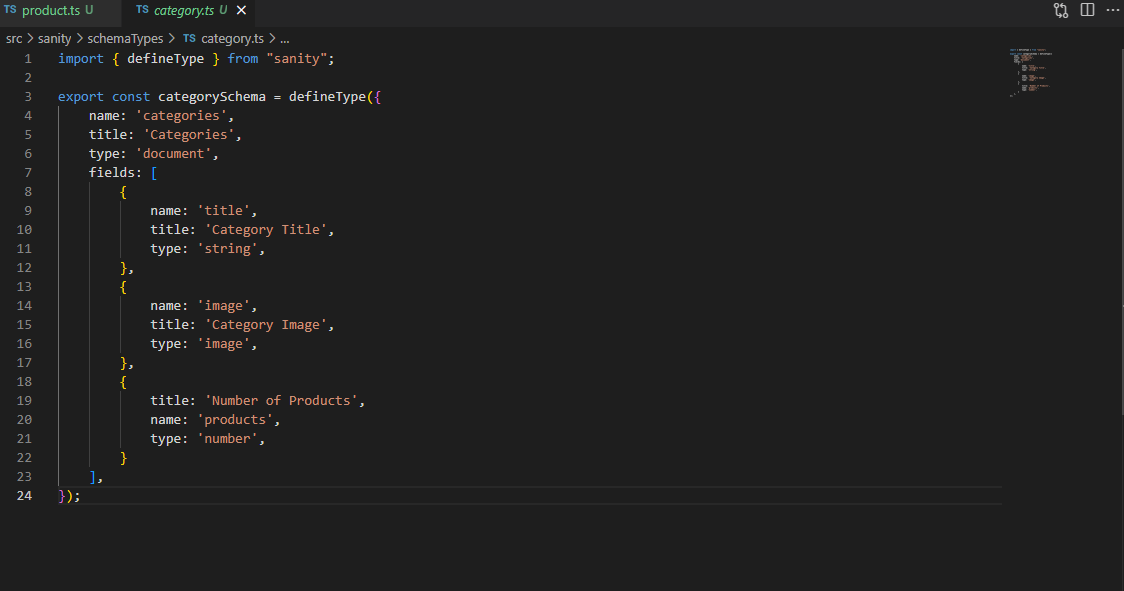 TS product.ts U TS category.ts U
src > sanity > schemaTypes > TS category.ts > ...
1 import { defineType } from "sanity";
2
3 export const categorySchema = defineType({
4 name: 'categories',
5 title: 'Categories',
6 type: 'document',
7 fields: [
8 {
9 name: 'title',
10 title: 'Category Title',
11 type: 'string',
12 },
13 {
14 name: 'image',
15 title: 'Category Image',
16 type: 'image',
17 },
18 {
19 title: 'Number of Products',
20 name: 'products',
21 type: 'number',
22 }
23 ],
24 });